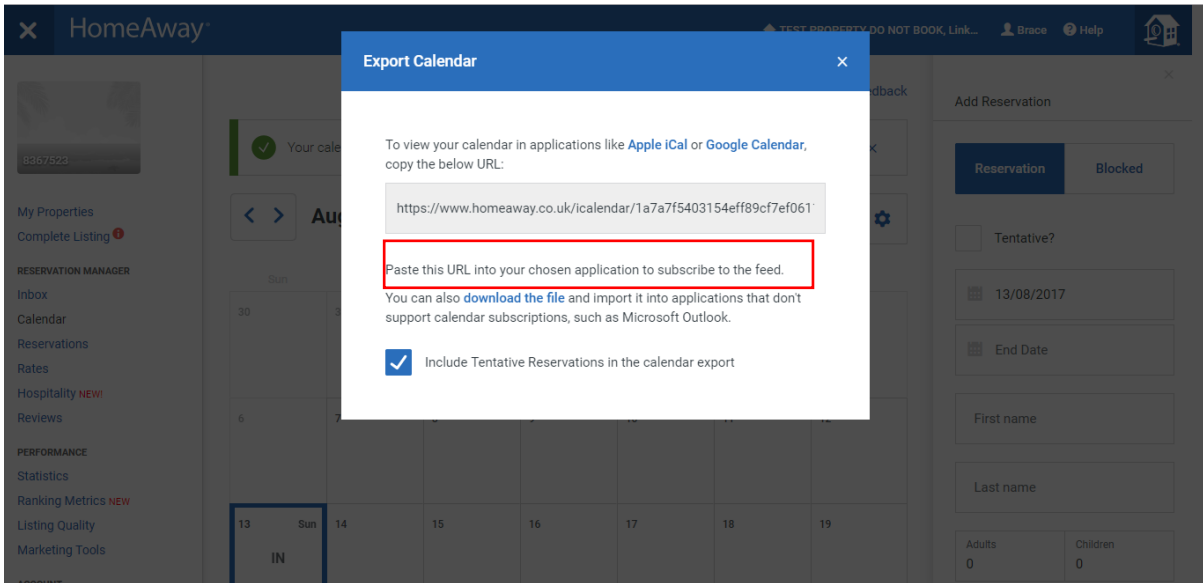 HomeAway
TEST PROPERTY DO NOT BOOK, Link...
Brace
Help
8367523
My Properties
Complete Listing
RESERVATION MANAGER
Inbox
Calendar
Reservations
Rates
Hospitality NEW!
Reviews
PERFORMANCE
Statistics
Ranking Metrics NEW
Listing Quality
Marketing Tools
ACCOUNT
Your cale
Aug
Sun
30
6
7
12
13 Sun
IN
14
15
16
17
18
19
Export Calendar
To view your calendar in applications like Apple iCal or Google Calendar,
copy the below URL:
https://www.homeaway.co.uk/icalendar/1a7a7f5403154eff89cf7ef061
Paste this URL into your chosen application to subscribe to the feed.
You can also download the file and import it into applications that don't
support calendar subscriptions, such as Microsoft Outlook.
Include Tentative Reservations in the calendar export
edback
Add Reservation
Reservation
Blocked
Tentative?
13/08/2017
End Date
First name
Last name
Adults
0
Children
0